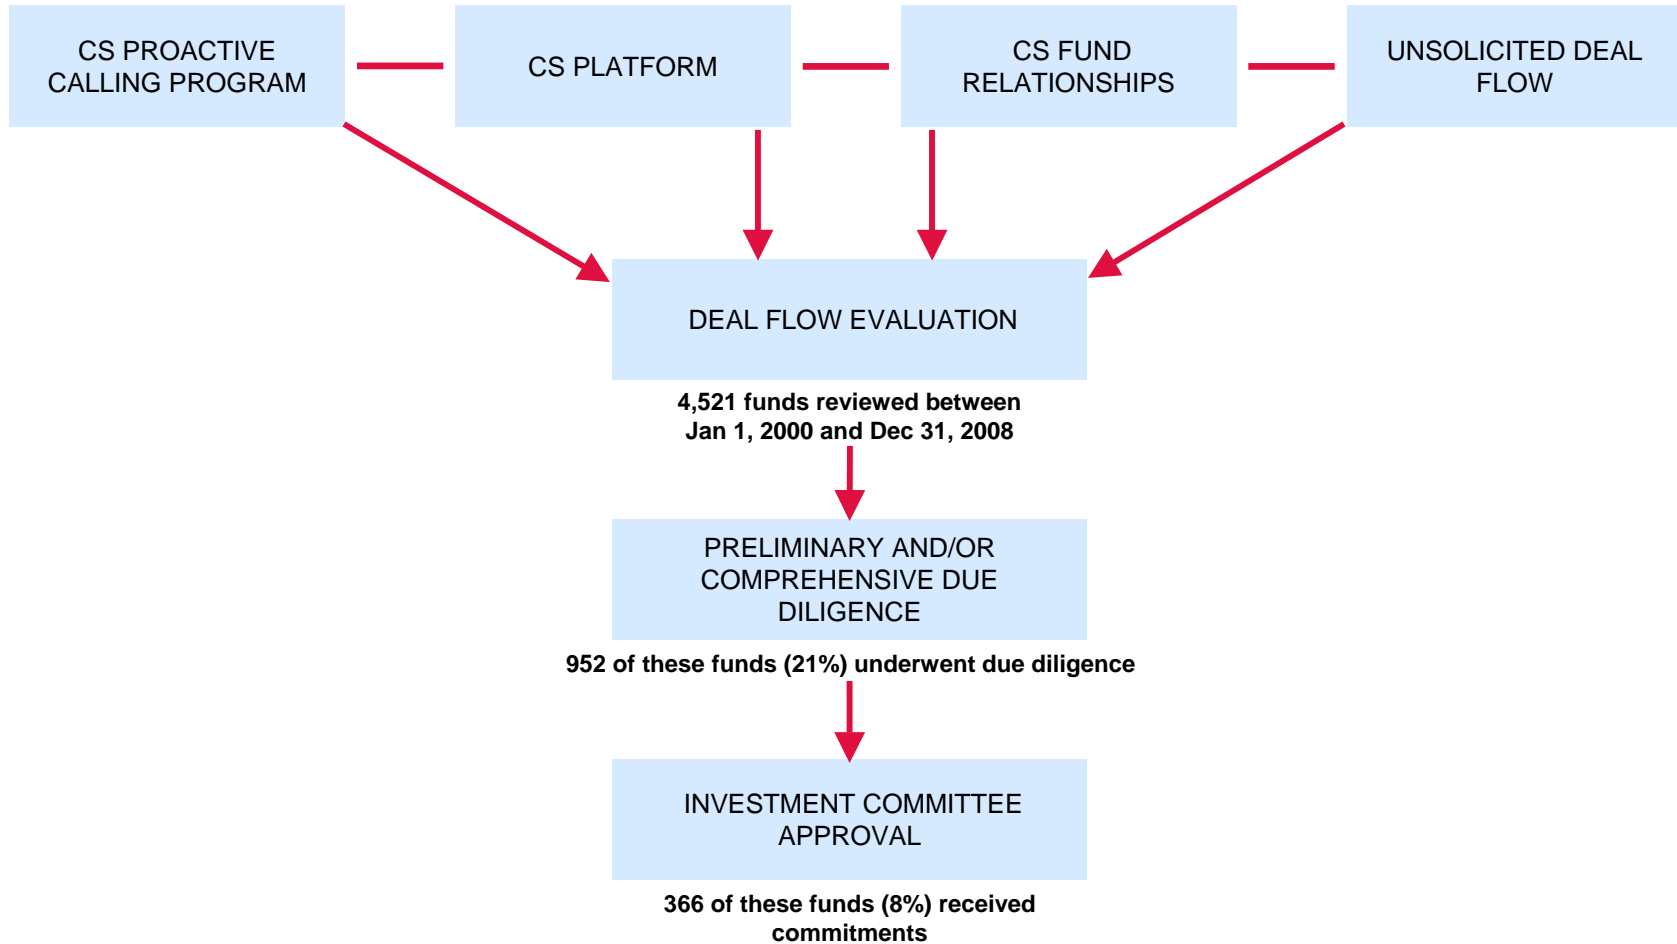 CS PROACTIVE
CALLING PROGRAM
CS PLATFORM
CS FUND
RELATIONSHIPS
UNSOLICITED DEAL
FLOW
DEAL FLOW EVALUATION
4,521 funds reviewed between
Jan 1, 2000 and Dec 31, 2008
PRELIMINARY AND/OR
COMPREHENSIVE DUE
DILIGENCE
952 of these funds (21%) underwent due diligence
INVESTMENT COMMITTEE
APPROVAL
366 of these funds (8%) received
commitments